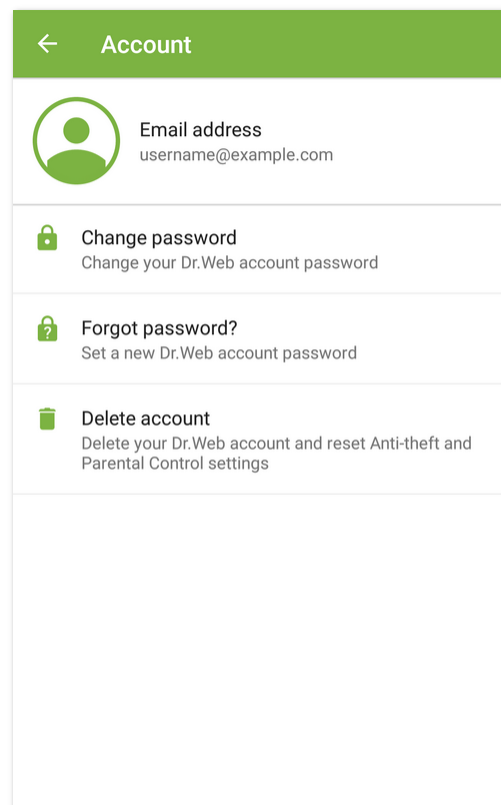 Account
Email address
username@example.com
Change password
Change your Dr.Web account password
Forgot password?
Set a new Dr.Web account password
Delete account
Delete your Dr.Web account and reset Anti-theft and
Parental Control settings